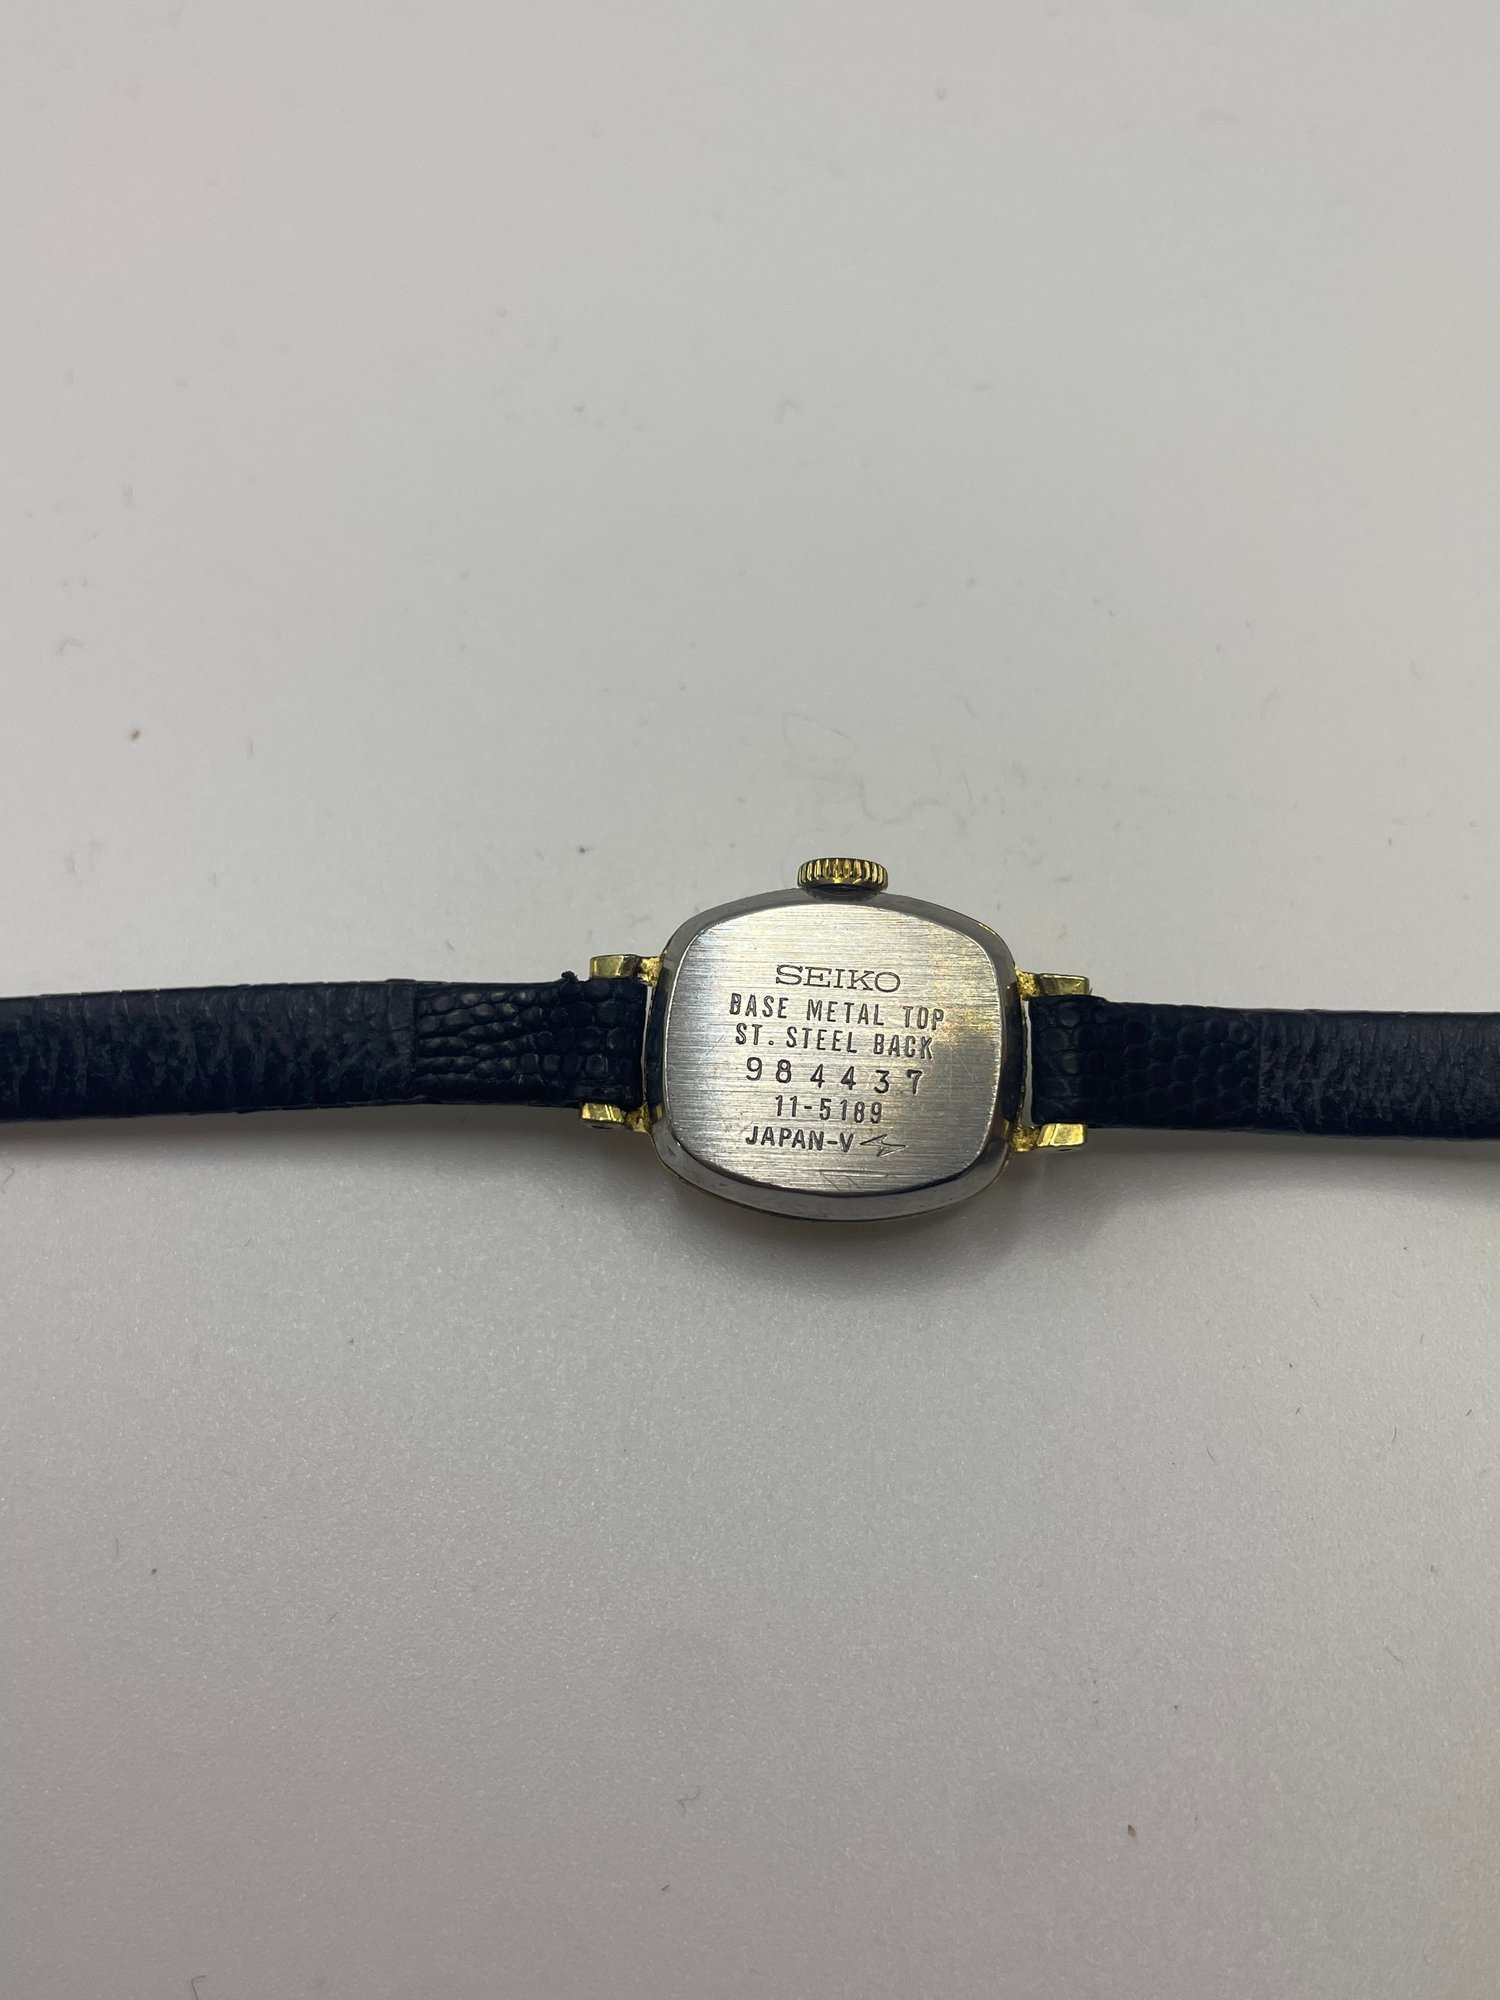 SEIKO
BASE METAL TOP
ST. STEEL BACK
984437
11-5189
JAPAN-V